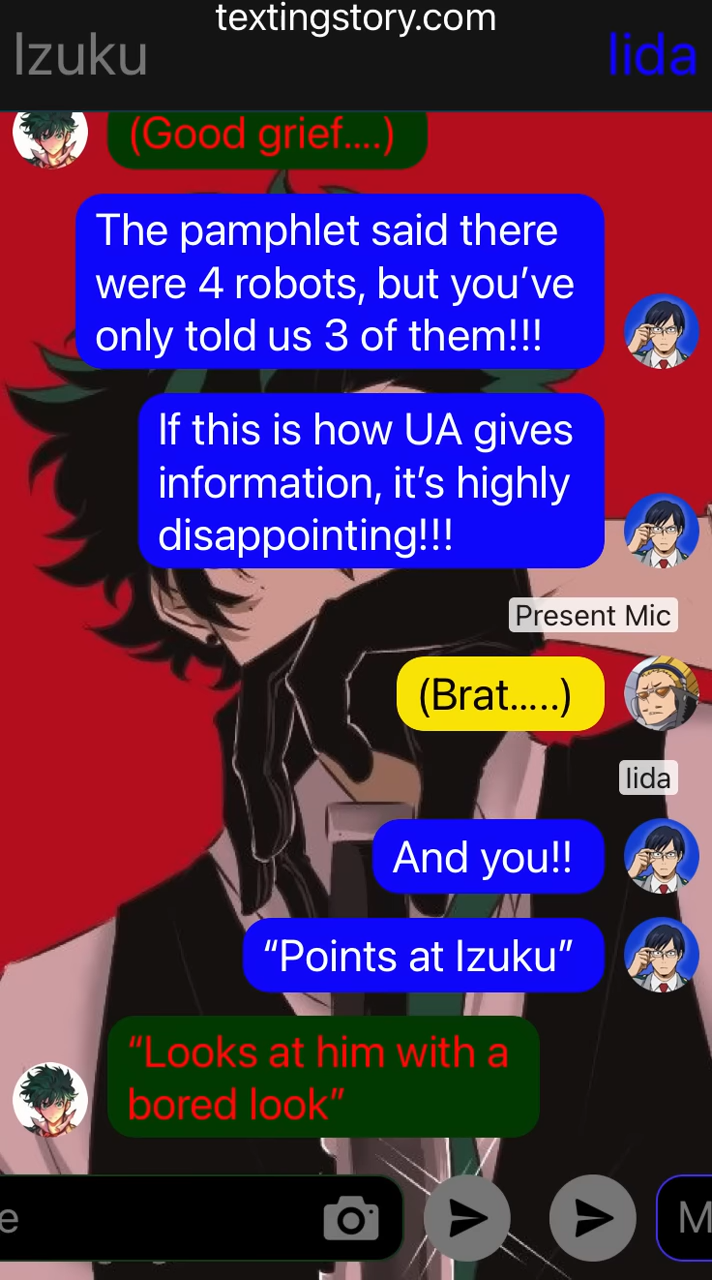 textingstory.com
Izuku
Iida
(Good grief....)
The pamphlet said there
were 4 robots, but you’ve
only told us 3 of them!!!
If this is how UA gives
information, it’s highly
disappointing!!!
Present Mic
(Brat.....)
Iida
And you!!
“Points at Izuku”
“Looks at him with a
bored look”
e
M